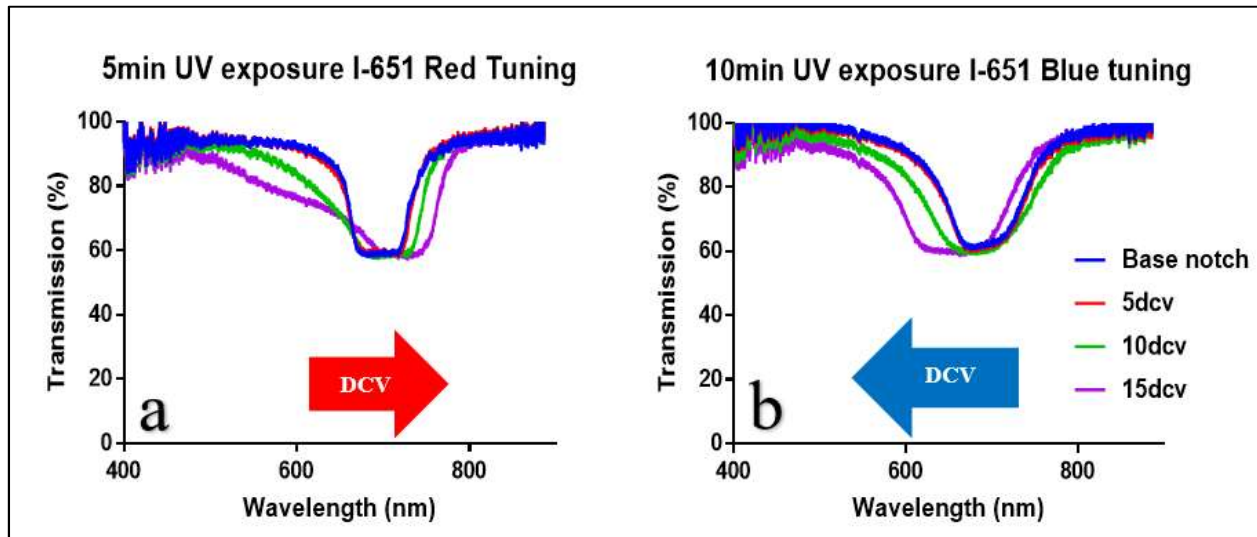 5min UV exposure I-651 Red Tuning
100
80
60
40
20
0
Transmission (%)
400
600
800
Wavelength (nm)
DCV
a
10min UV exposure I-651 Blue tuning
100
80
60
40
20
0
Transmission (%)
400
600
800
Wavelength (nm)
DCV
b
Base notch
5dcv
10dcv
15dcv